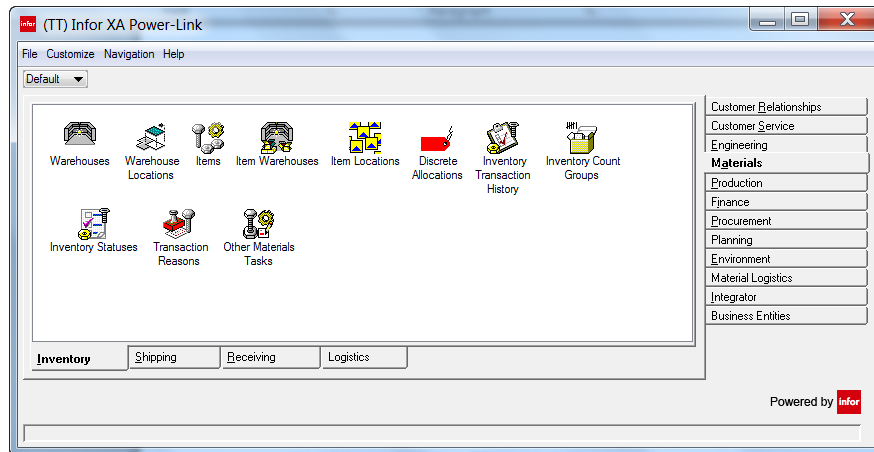 infor (TT) Infor XA Power-Link
File Customize Navigation Help
Default
Warehouses
Warehouse
Locations
Items
Item Warehouses
Item Locations
Discrete
Allocations
Inventory
Transaction
History
Inventory Count
Groups
Inventory Statuses
Transaction
Reasons
Other Materials
Tasks
Inventory
Shipping
Receiving
Logistics
Customer Relationships
Customer Service
Engineering
Materials
Production
Finance
Procurement
Planning
Environment
Material Logistics
Integrator
Business Entities
Powered by infor